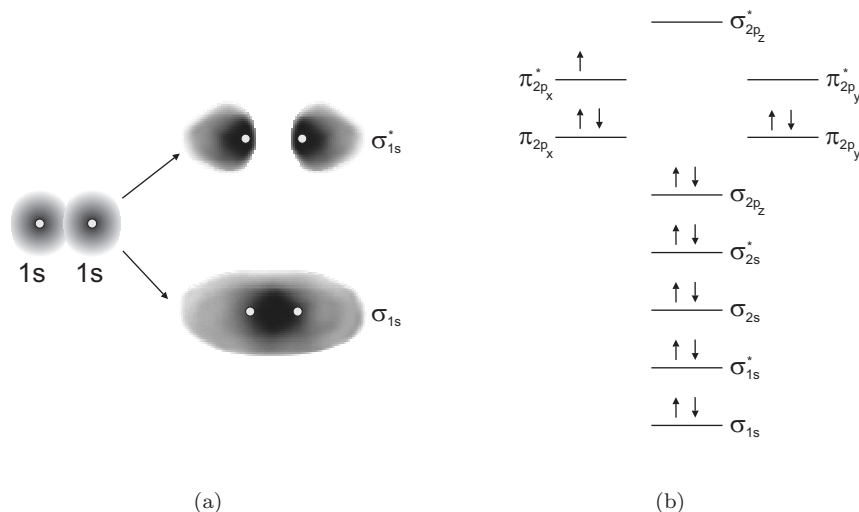 σ*1s
1s 1s
σ1s
(a)
σ*2pz
π*2px
π*2py
π2px
π2py
σ2pz
σ*2s
σ2s
σ*1s
σ1s
(b)